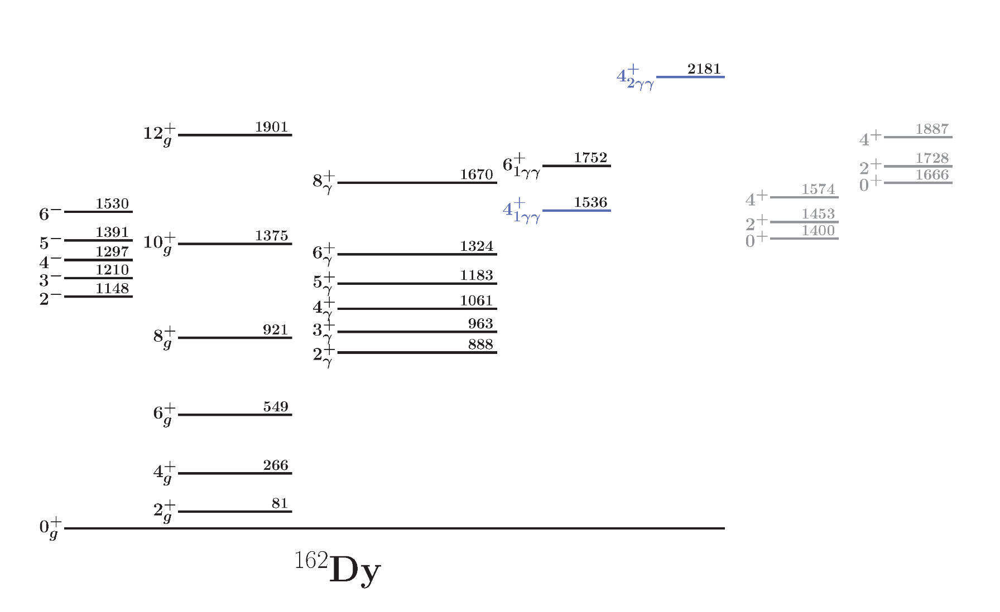 4⁺₂γγ 2181
12⁺g 1901
4⁺ 1887
6⁺₁γγ 1752
2⁺ 1728
8⁺γ 1670
0⁺ 1666
4⁺ 1574
4⁺₁γγ 1536
6⁻ 1530
2⁺ 1453
0⁺ 1400
5⁻ 1391
10⁺g 1375
6⁺γ 1324
4⁻ 1297
3⁻ 1210
5⁺γ 1183
2⁻ 1148
4⁺γ 1061
3⁺γ 963
8⁺g 921
2⁺γ 888
6⁺g 549
4⁺g 266
2⁺g 81
0⁺g
¹⁶²Dy